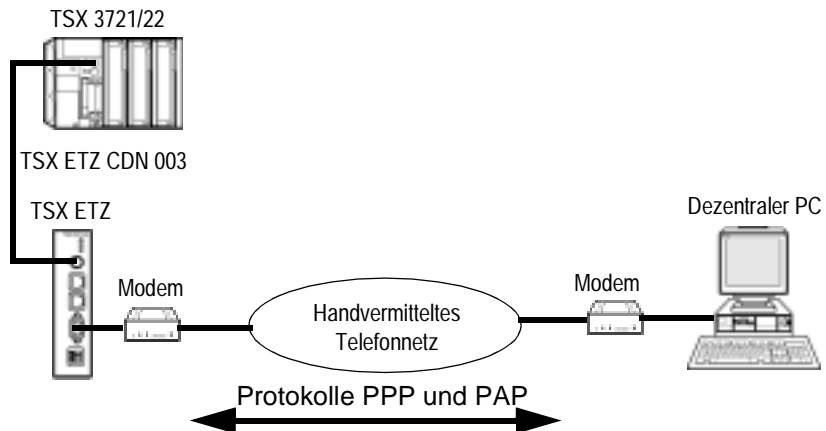 TSX 3721/22
TSX ETZ CDN 003
TSX ETZ
Dezentraler PC
Modem
Modem
Handvermitteltes
Telefonnetz
Protokolle PPP und PAP